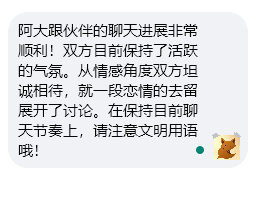 阿大跟伙伴的聊天进展非常
顺利！双方目前保持了活跃
的气氛。从情感角度双方坦
诚相待，就一段恋情的去留
展开了讨论。在保持目前聊
天节奏上，请注意文明用语
哦！